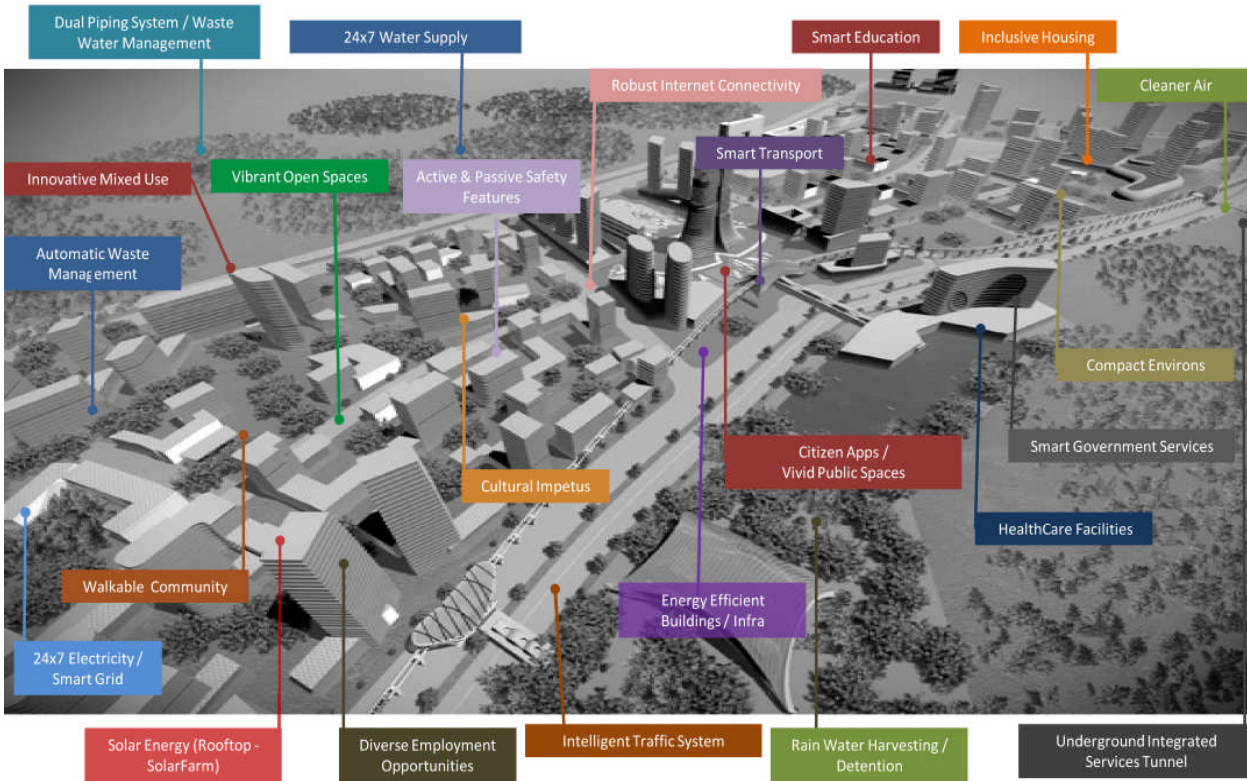 Dual Piping System / Waste
Water Management
24x7 Water Supply
Smart Education
Inclusive Housing
Robust Internet Connectivity
Cleaner Air
Innovative Mixed Use
Vibrant Open Spaces
Active & Passive Safety
Features
Smart Transport
Automatic Waste
Management
Compact Environs
Citizen Apps /
Vivid Public Spaces
Smart Government Services
Cultural Impetus
HealthCare Facilities
Walkable Community
Energy Efficient
Buildings / Infra
24x7 Electricity /
Smart Grid
Solar Energy (Rooftop -
SolarFarm)
Diverse Employment
Opportunities
Intelligent Traffic System
Rain Water Harvesting /
Detention
Underground Integrated
Services Tunnel